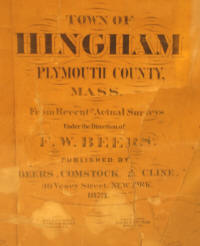 TOWN OF
HINGHAM
PLYMOUTH COUNTY,
MASS.
From Recent Actual Surveys
Under the Direction of
F. W. BEERS.
PUBLISHED BY
BEERS, COMSTOCK & CLINE,
36 Vesey Street, NEW YORK.